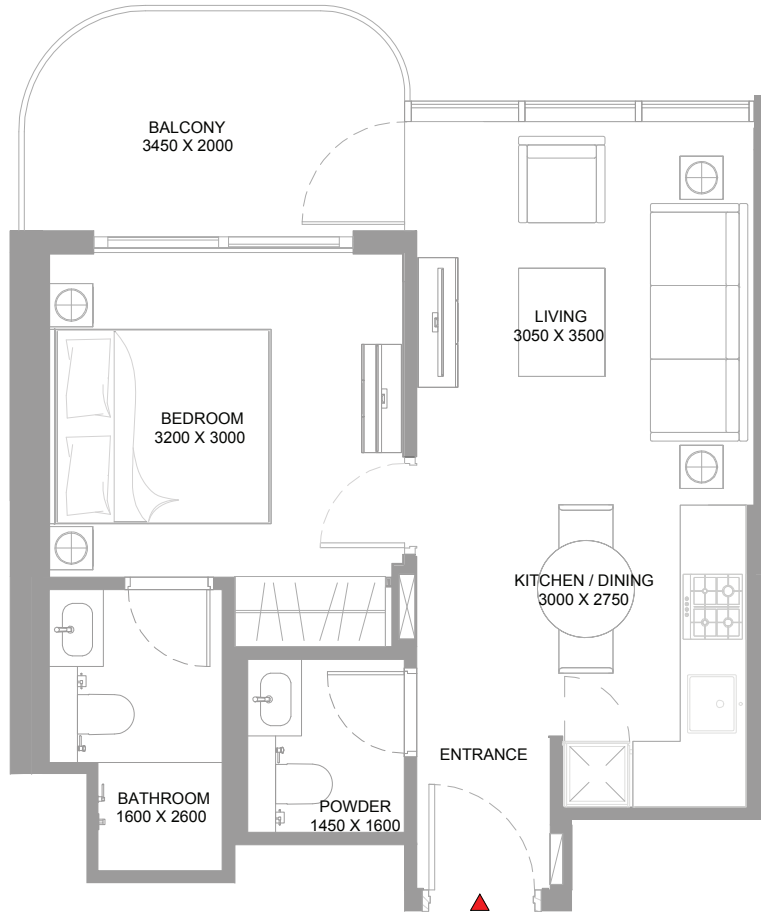 BALCONY
3450 X 2000
LIVING
3050 X 3500
BEDROOM
3200 X 3000
KITCHEN / DINING
3000 X 2750
ENTRANCE
BATHROOM
1600 X 2600
POWDER
1450 X 1600